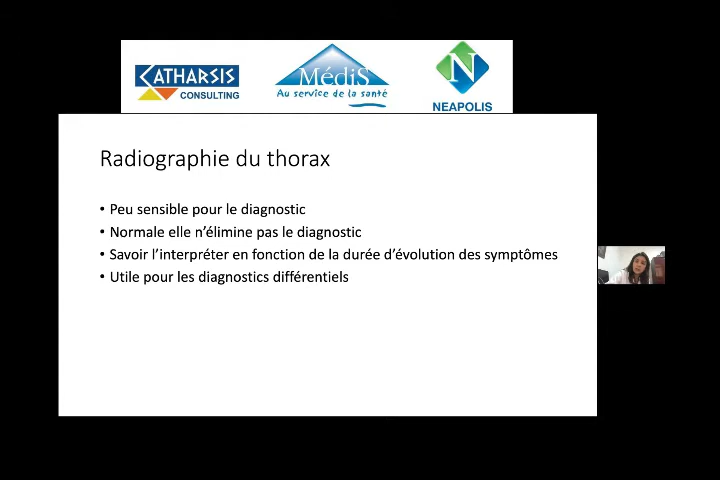 KATHARSIS
CONSULTING
MédiS
Au service de la santé
N
NEAPOLIS
Radiographie du thorax
• Peu sensible pour le diagnostic
• Normale elle n’élimine pas le diagnostic
• Savoir l’interpréter en fonction de la durée d’évolution des symptômes
• Utile pour les diagnostics différentiels